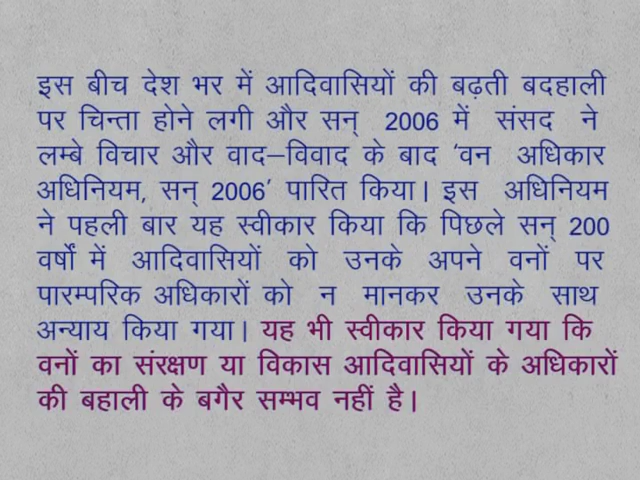 इस बीच देश भर में आदिवासियों की बढ़ती बदहाली
पर चिन्ता होने लगी और सन् 2006 में संसद ने
लम्बे विचार और वाद–विवाद के बाद 'वन अधिकार
अधिनियम, सन् 2006' पारित किया। इस अधिनियम
ने पहली बार यह स्वीकार किया कि पिछले सन् 200
वर्षों में आदिवासियों को उनके अपने वनों पर
पारम्परिक अधिकारों को न मानकर उनके साथ
अन्याय किया गया। यह भी स्वीकार किया गया कि
वनों का संरक्षण या विकास आदिवासियों के अधिकारों
की बहाली के बगैर सम्भव नहीं है।